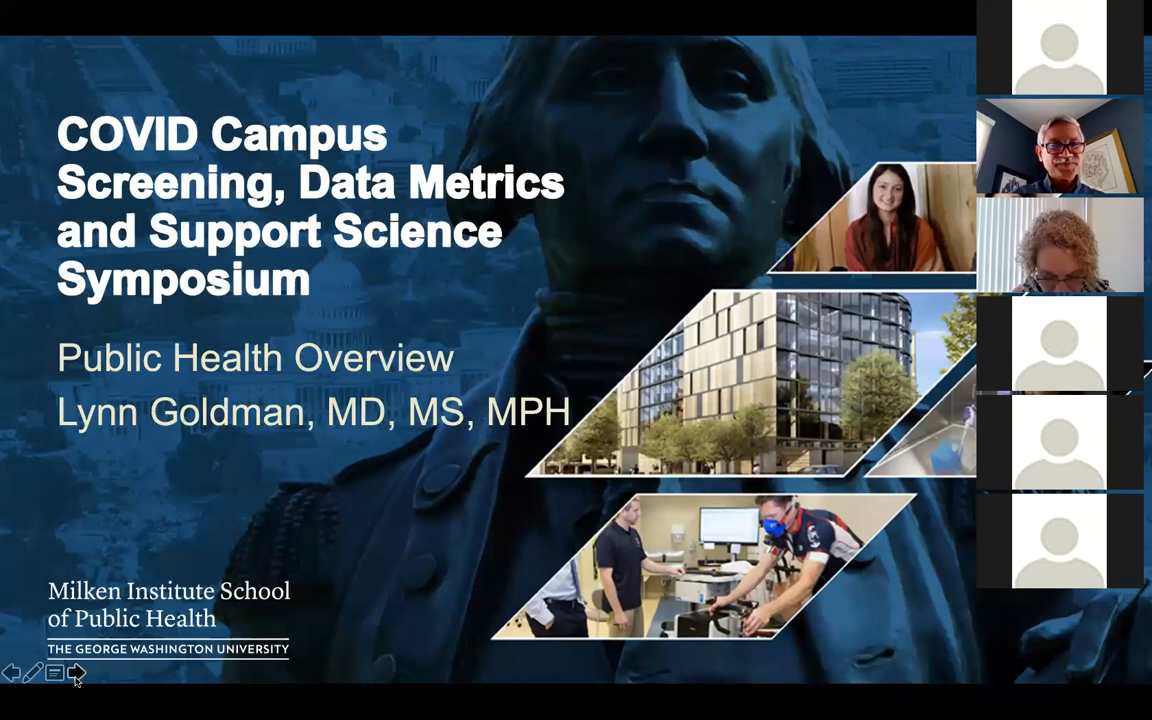 COVID Campus
Screening, Data Metrics
and Support Science
Symposium
Public Health Overview
Lynn Goldman, MD, MS, MPH
Milken Institute School
of Public Health
THE GEORGE WASHINGTON UNIVERSITY